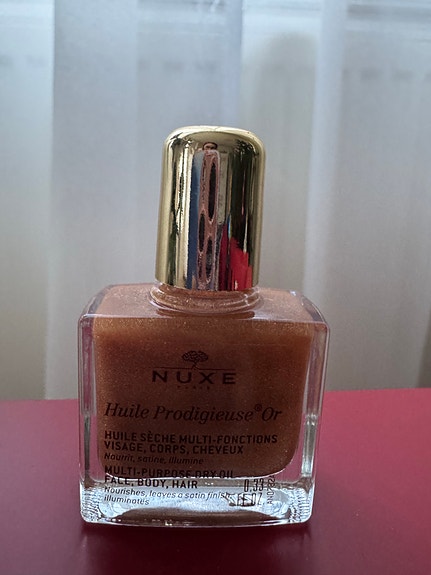 NUXE
PARIS
Huile Prodigieuse® Or
HUILE SÈCHE MULTI-FONCTIONS
VISAGE, CORPS, CHEVEUX
Nourrit, satine, illumine
MULTI-PURPOSE DRY OIL
FACE, BODY, HAIR
Nourishes, leaves a satin finish,
illuminates